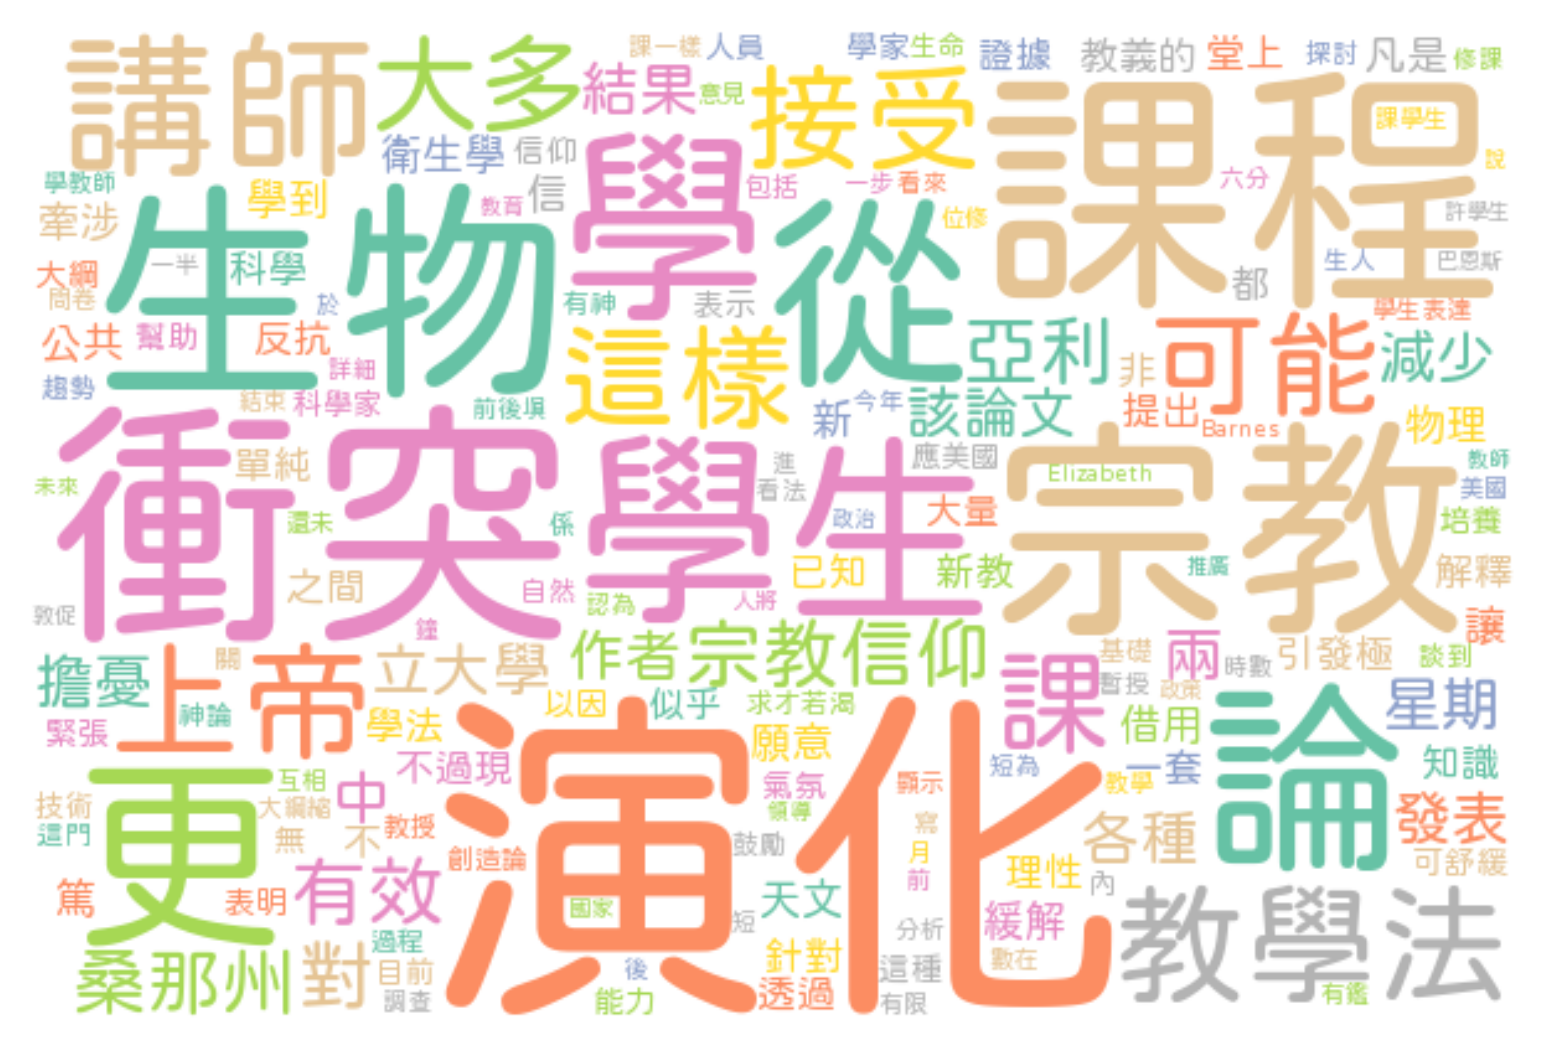 課一樣
人員
學家
生命
證據
教義的
堂上
探討
凡是
修課
講師
大多
結果
意見
接受
課程
課學生
衛生學
信仰
學
說
學教師
學到
信
教育
包括
一步
看來
六分
牽涉
生物
從
位修
許學生
大綱
一半
科學
有神
表示
都
生人
巴恩斯
問卷
於
公共
幫助
反抗
這樣
亞利
可能
學生表達
減少
詳細
非
趨勢
結束
科學家
前後埧
新
今年
該論文
提出
Barnes
物理
衝突
單純
學生
進
看法
應美國
宗教
Elizabeth
教師
美國
未來
還未
係
政治
大量
培養
之間
自然
已知
新教
推廣
解釋
敦促
鐘
認為
人將
讓
擔憂
上帝
關
立大學
作者
宗教信仰
課
基礎
兩
時數
引發極
談到
暫授
政策
緊張
神論
學法
以因
似乎
求才若渴
借用
論
星期
不過現
願意
更
互相
中
演化
氣氛
顯示
短為
教學
一套
知識
技術
大綱縮
領導
這門
無
不
教授
鼓勵
寫
各種
發表
創造論
月
可舒緩
篤
表明
有效
國家
天文
前
理性
內
過程
短
分析
緩解
教學法
桑那州
對
目前
後
針對
這種
數在
調查
能力
透過
有限
有鑑